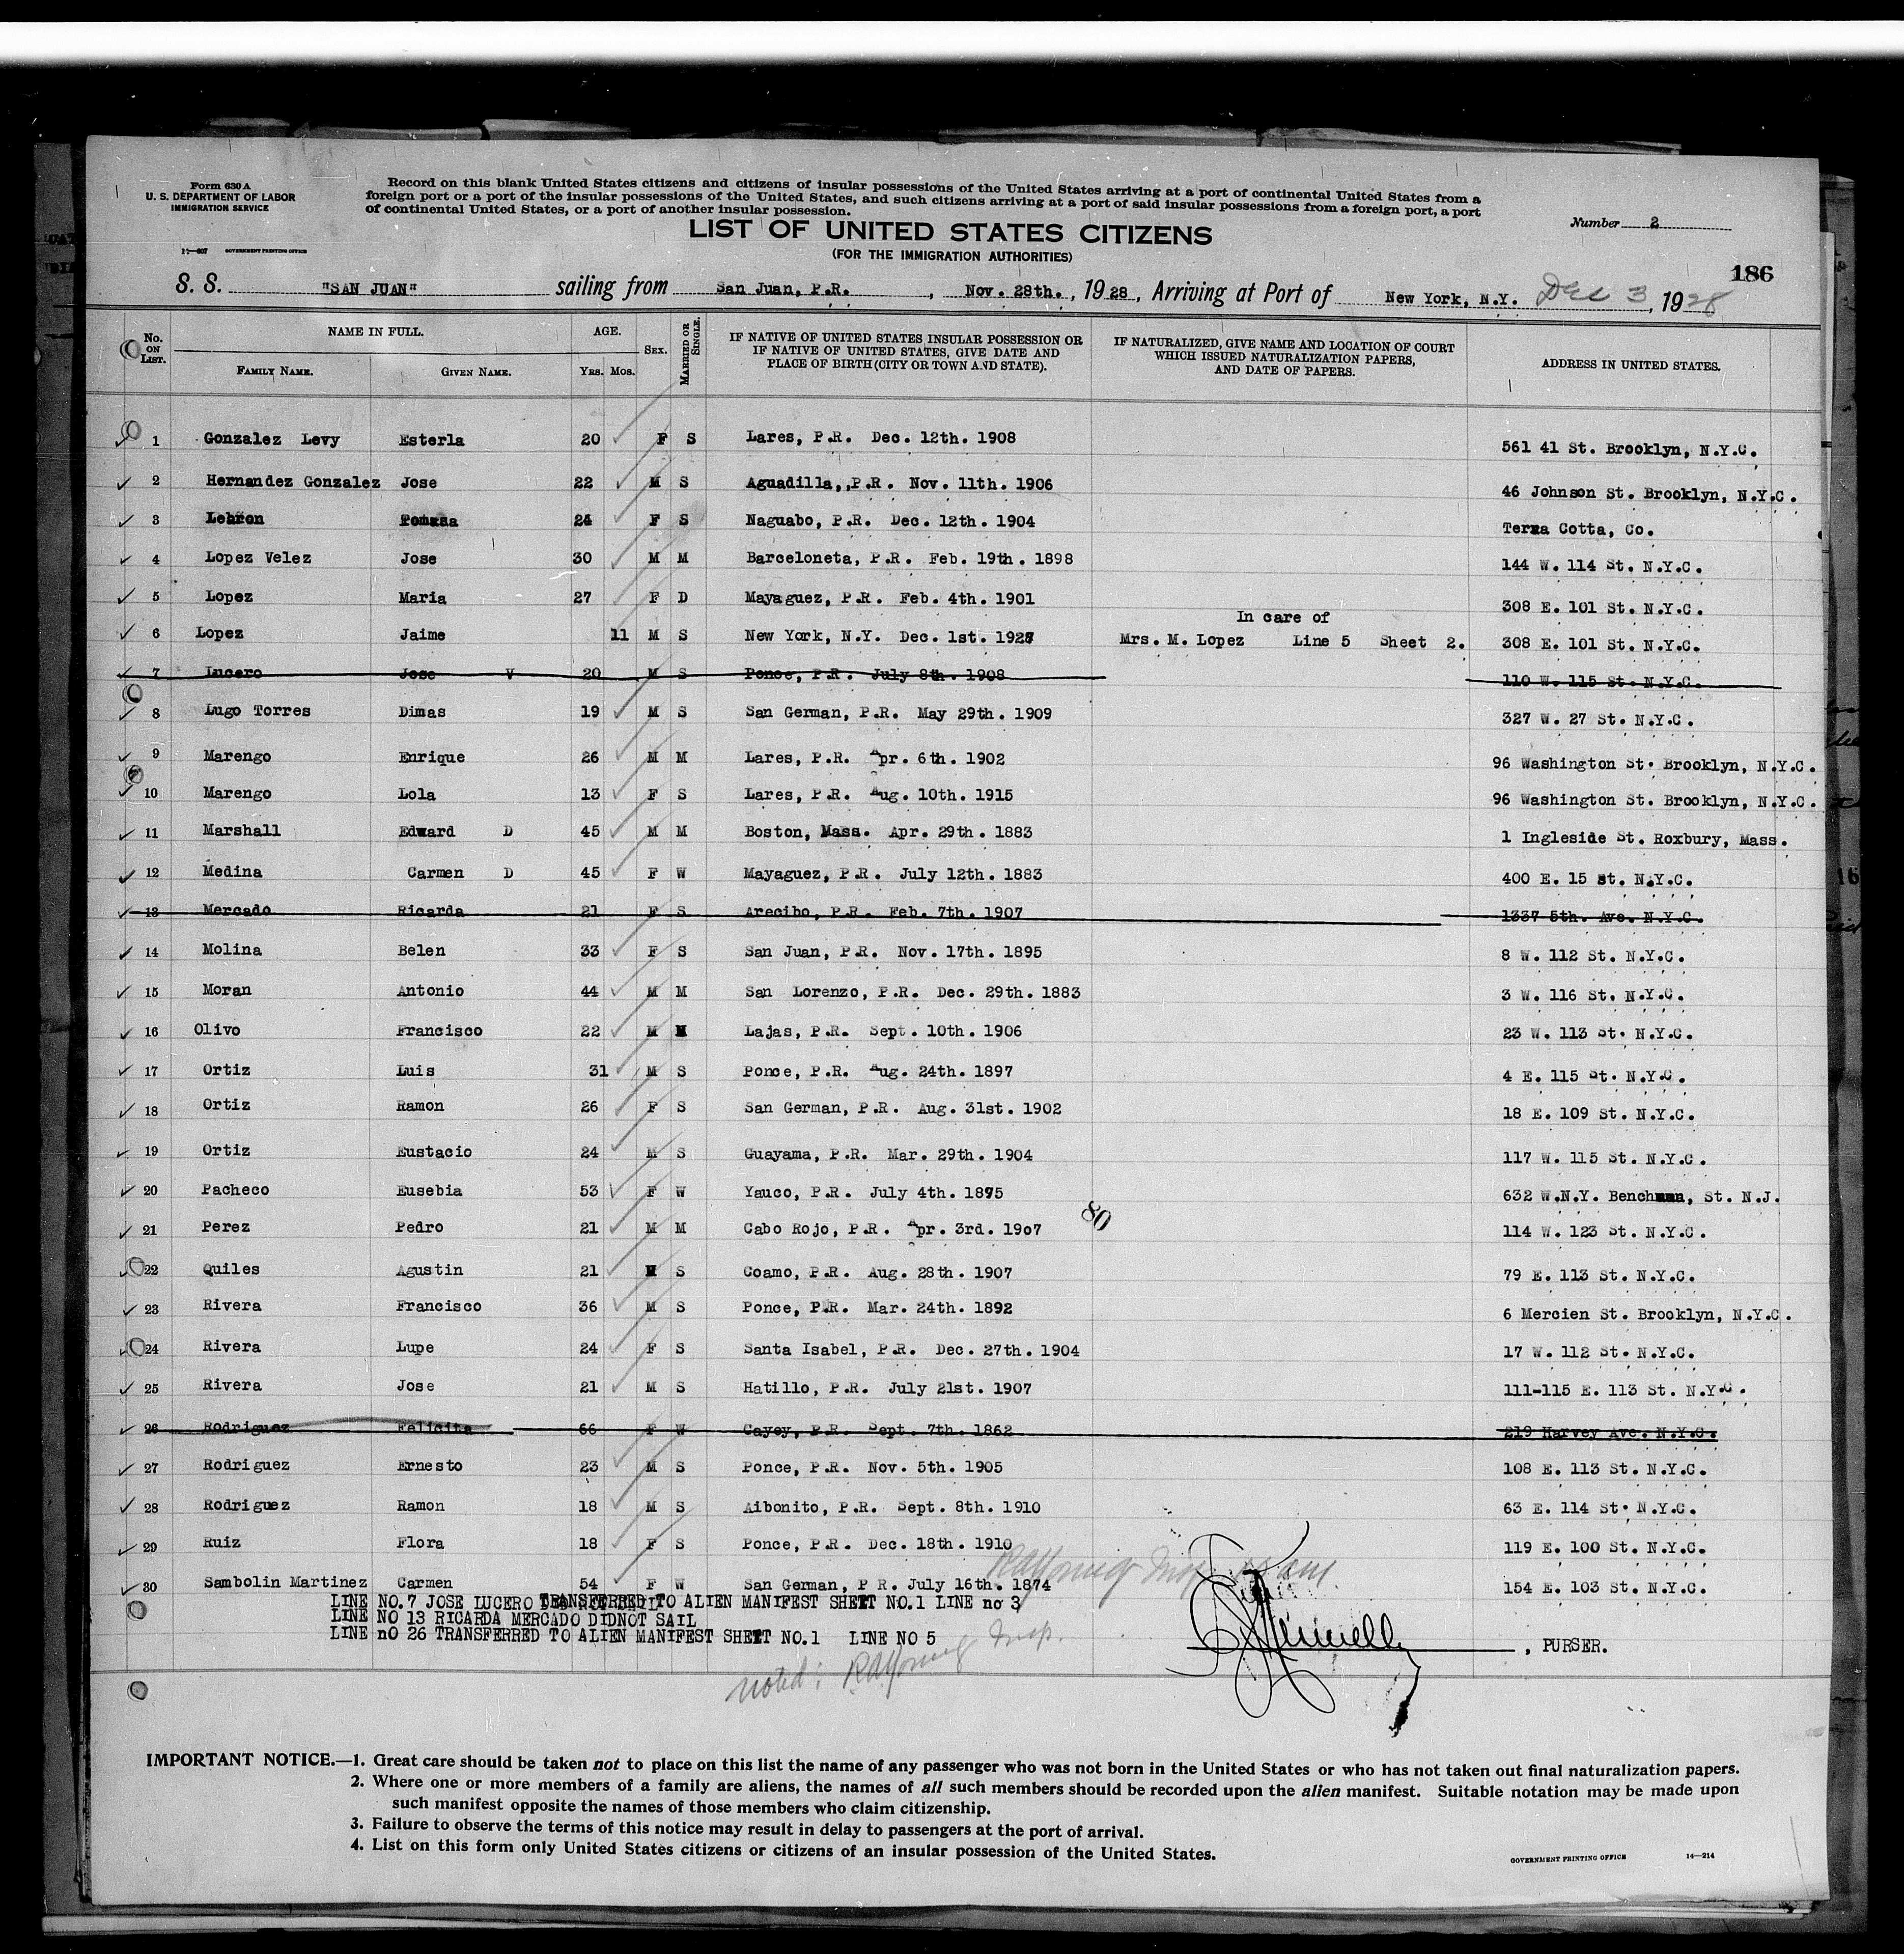 Form 630 A
U. S. DEPARTMENT OF LABOR
IMMIGRATION SERVICE
GOVERNMENT PRINTING OFFICE
Record on this blank United States citizens and citizens of insular possessions of the United States arriving at a port of continental United States from a
foreign port or a port of the insular possessions of the United States, and such citizens arriving at a port of said insular possessions from a foreign port, a port
of continental United States, or a port of another insular possession.
LIST OF UNITED STATES CITIZENS
(FOR THE IMMIGRATION AUTHORITIES)
Number 2
186
S. S. "SAN JUAN" sailing from San Juan, P.R. , Nov. 28th. , 1928 , Arriving at Port of New York, N.Y. Dec 3 , 1928
No. ON LIST. NAME IN FULL. FAMILY NAME. GIVEN NAME. AGE. YRS. MOS. SEX. MARRIED OR SINGLE. IF NATIVE OF UNITED STATES INSULAR POSSESSION OR IF NATIVE OF UNITED STATES, GIVE DATE AND PLACE OF BIRTH (CITY OR TOWN AND STATE). IF NATURALIZED, GIVE NAME AND LOCATION OF COURT WHICH ISSUED NATURALIZATION PAPERS, AND DATE OF PAPERS. ADDRESS IN UNITED STATES.
1 Gonzalez Levy Esterla 20 F S Lares, P.R. Dec. 12th. 1908 561 41 St. Brooklyn, N.Y.C.
2 Hernandez Gonzalez Jose 22 M S Aguadilla,,P.R. Nov. 11th. 1906 46 Johnson St. Brooklyn, N.Y.C.
3 Lebron 24 F S Naguabo, P.R. Dec. 12th. 1904 Terra Cotta, Co.
4 Lopez Velez Jose 30 M M Barceloneta, P.R. Feb. 19th. 1898 144 W. 114 St. N.Y.C.
5 Lopez Maria 27 F D Mayaguez, P.R. Feb. 4th. 1901 308 E. 101 St. N.Y.C.
In care of
6 Lopez Jaime 11 M S New York, N.Y. Dec. 1st. 1927 Mrs. M. Lopez Line 5 Sheet 2. 308 E. 101 St. N.Y.C.
7 Lucero Jose V 20 M S Ponce, P.R. July 8th. 1908 110 W. 115 St. N.Y.C.
8 Lugo Torres Dimas 19 M S San German, P.R. May 29th. 1909 327 W. 27 St. N.Y.C.
9 Marengo Enrique 26 M M Lares, P.R. Apr. 6th. 1902 96 Washington St. Brooklyn, N.Y.C.
10 Marengo Lola 13 F S Lares, P.R. Aug. 10th. 1915 96 Washington St. Brooklyn, N.Y.C.
11 Marshall Edward D 45 M M Boston, Mass. Apr. 29th. 1883 1 Ingleside St. Roxbury, Mass.
12 Medina Carmen D 45 F W Mayaguez, P.R. July 12th. 1883 400 E. 15 St. N.Y.C.
13 Mercado Ricarda 21 F S Arecibo, P.R. Feb. 7th. 1907 1337 5th. Ave. N.Y.C.
14 Molina Belen 33 F S San Juan, P.R. Nov. 17th. 1895 8 W. 112 St. N.Y.C.
15 Moran Antonio 44 M M San Lorenzo, P.R. Dec. 29th. 1883 3 W. 116 St. N.Y.C.
16 Olivo Francisco 22 M M Lajas, P.R. Sept. 10th. 1906 23 W. 113 St. N.Y.C.
17 Ortiz Luis 31 M S Ponce, P.R. Aug. 24th. 1897 4 E. 115 St. N.Y.C.
18 Ortiz Ramon 26 F S San German, P.R. Aug. 31st. 1902 18 E. 109 St. N.Y.C.
19 Ortiz Eustacio 24 M S Guayama, P.R. Mar. 29th. 1904 117 W. 115 St. N.Y.C.
20 Pacheco Eusebia 53 F W Yauco, P.R. July 4th. 1875 632 W.N.Y. St. N.J.
80
21 Perez Pedro 21 M M Cabo Rojo, P.R. Apr. 3rd. 1907 114 W. 123 St. N.Y.C.
22 Quiles Agustin 21 M S Coamo, P.R. Aug. 28th. 1907 79 E. 113 St. N.Y.C.
23 Rivera Francisco 36 M S Ponce, P.R. Mar. 24th. 1892 6 Mercien St. Brooklyn, N.Y.C.
24 Rivera Lupe 24 F S Santa Isabel, P.R. Dec. 27th. 1904 17 W. 112 St. N.Y.C.
25 Rivera Jose 21 M S Hatillo, P.R. July 21st. 1907 111-115 E. 113 St. N.Y.C.
26 Rodriguez Felicita 66 F W Cayey, P.R. Sept. 7th. 1862 219 Harvey Ave. N.Y.C.
27 Rodriguez Ernesto 23 M S Ponce, P.R. Nov. 5th. 1905 108 E. 113 St. N.Y.C.
28 Rodriguez Ramon 18 M S Aibonito, P.R. Sept. 8th. 1910 63 E. 114 St. N.Y.C.
29 Ruiz Flora 18 F S Ponce, P.R. Dec. 18th. 1910 119 E. 100 St. N.Y.C.
30 Sambolin Martinez Carmen 54 F W San German, P R. July 16th. 1874 154 E. 103 St. N.Y.C.
LINE NO.7 JOSE LUCERO TRANSFERRED TO ALIEN MANIFEST SHEET NO.1 LINE no 3
LINE NO 13 RICARDA MERCADO DIDNOT SAIL
LINE nO 26 TRANSFERRED TO ALIEN MANIFEST SHEET NO.1 LINE NO 5
, PURSER.
noted:
IMPORTANT NOTICE.—1. Great care should be taken not to place on this list the name of any passenger who was not born in the United States or who has not taken out final naturalization papers.
2. Where one or more members of a family are aliens, the names of all such members should be recorded upon the alien manifest. Suitable notation may be made upon
such manifest opposite the names of those members who claim citizenship.
3. Failure to observe the terms of this notice may result in delay to passengers at the port of arrival.
4. List on this form only United States citizens or citizens of an insular possession of the United States.
GOVERNMENT PRINTING OFFICE 14—214